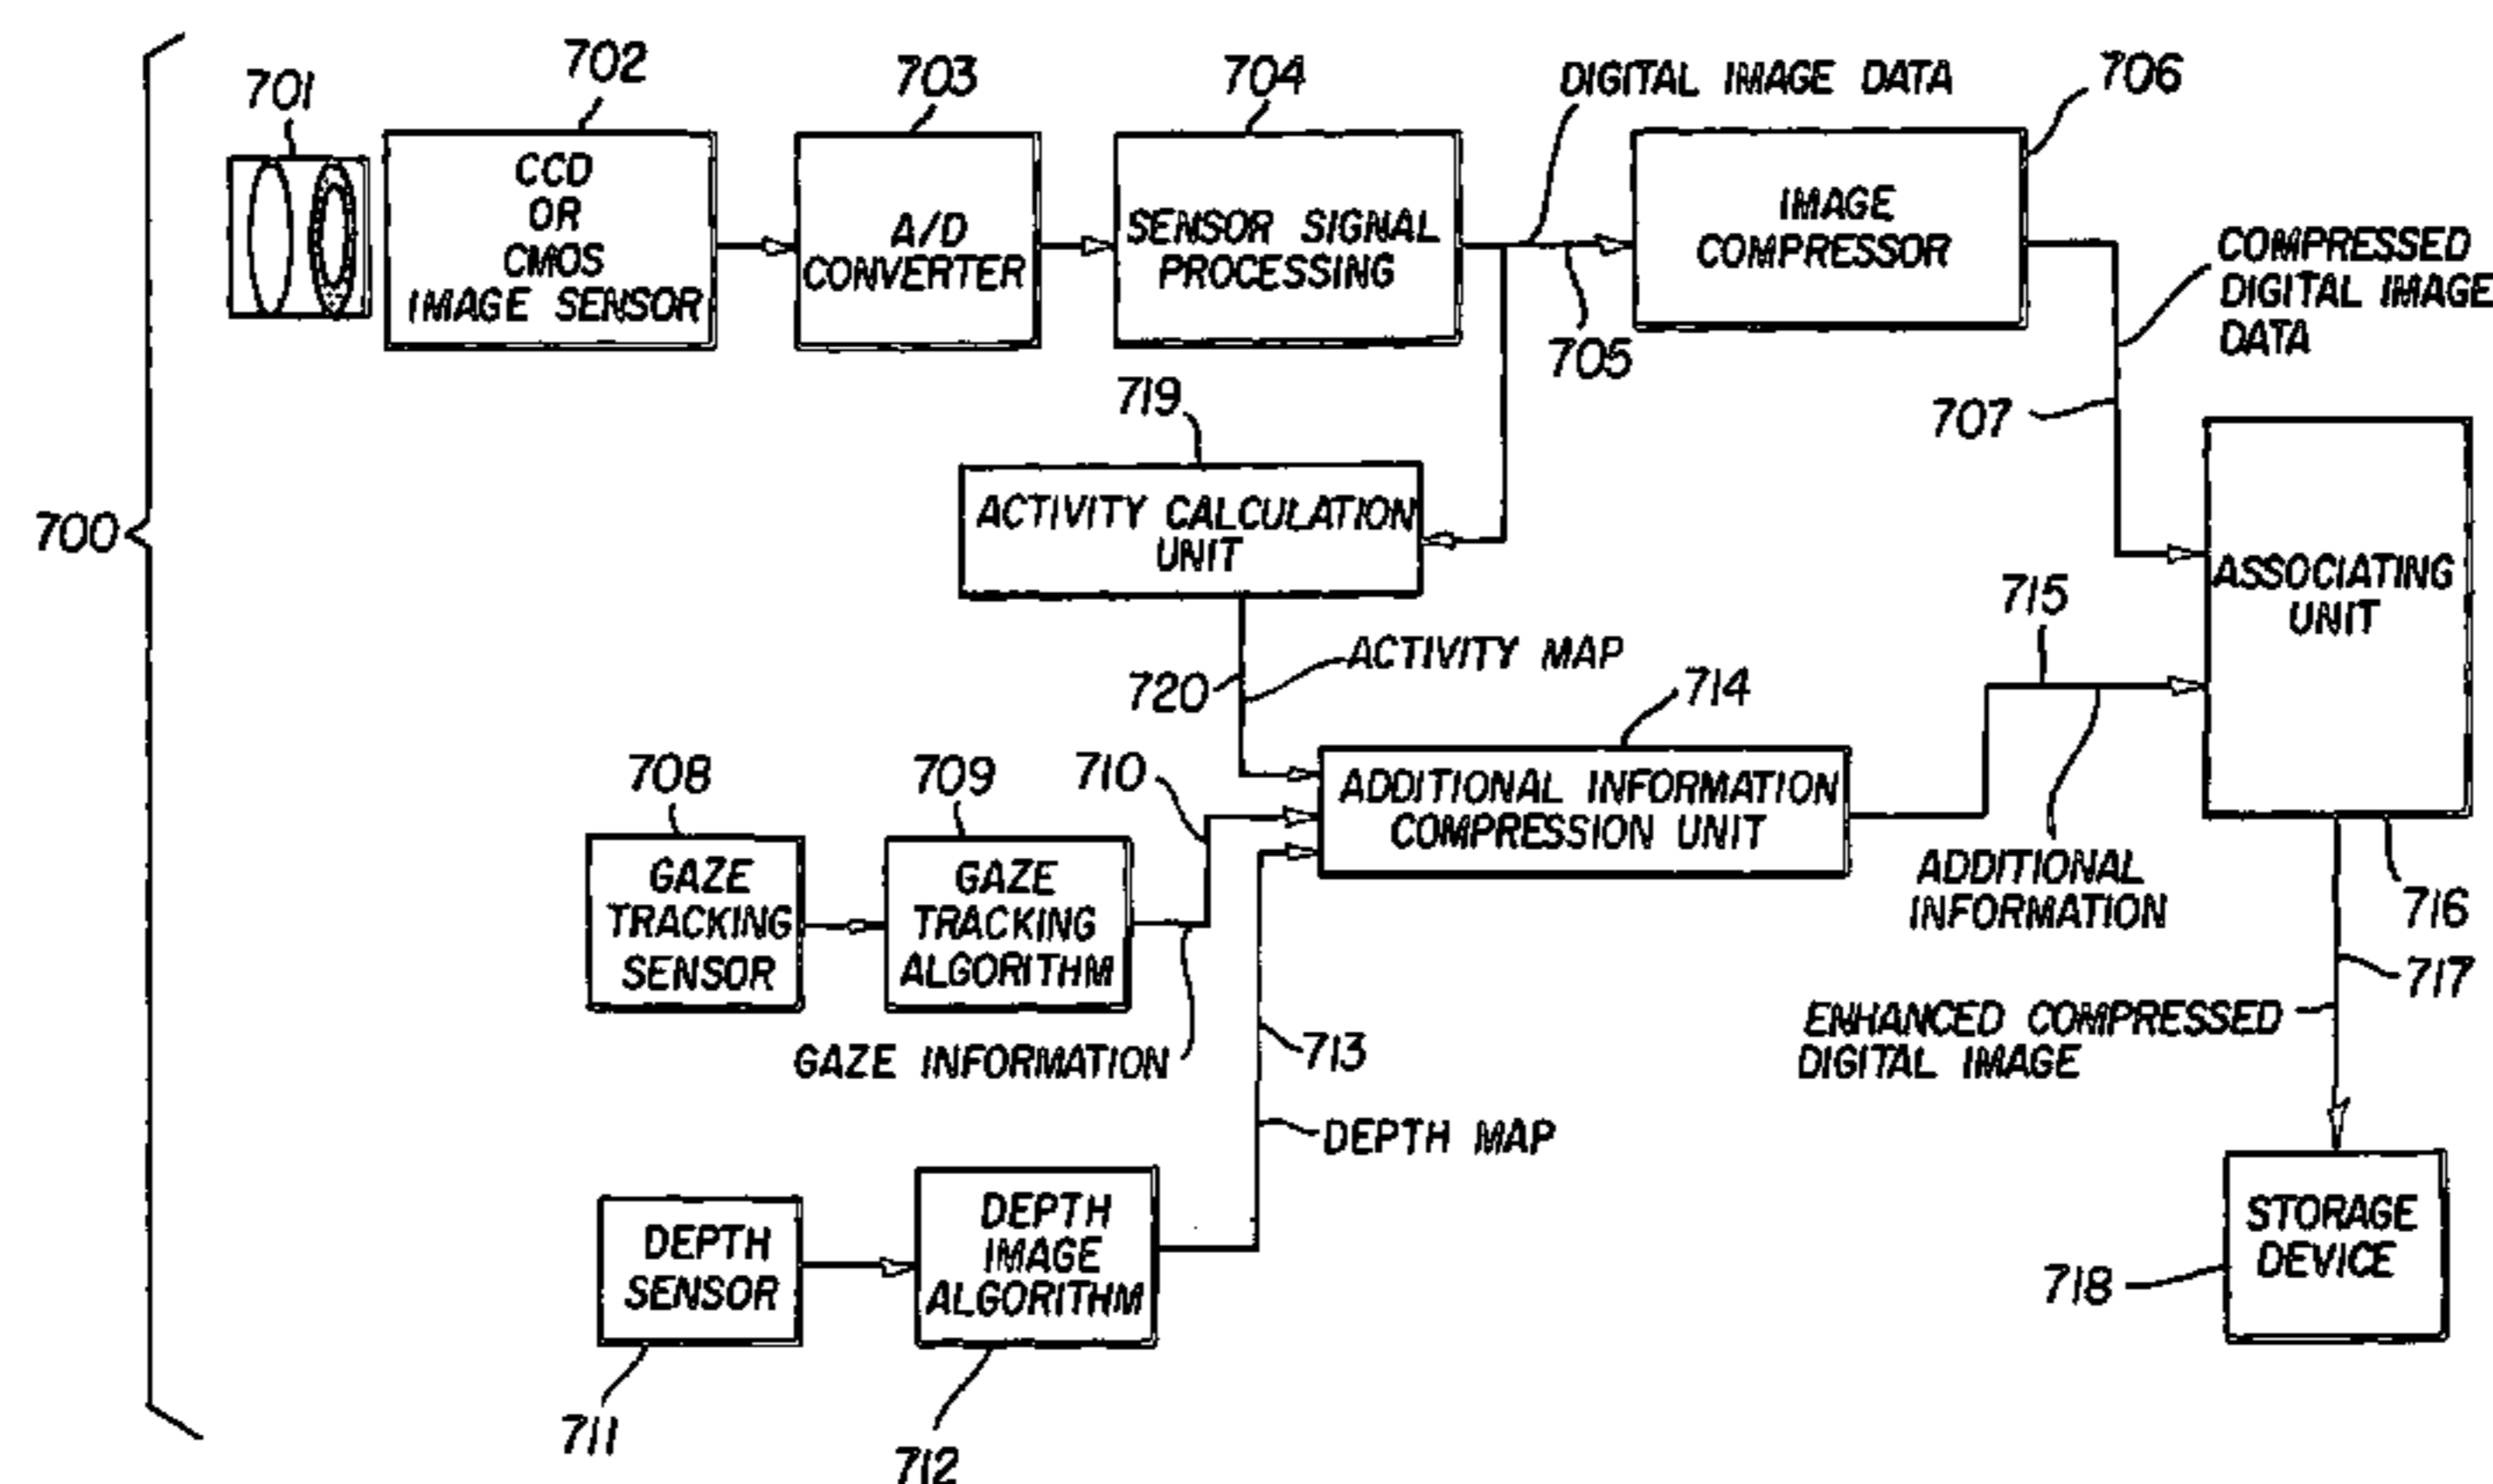 701
702
703
704
DIGITAL IMAGE DATA
706
CCD
OR
CMOS
IMAGE SENSOR
A/D
CONVERTER
SENSOR SIGNAL
PROCESSING
IMAGE
COMPRESSOR
COMPRESSED
DIGITAL IMAGE
DATA
705
707
719
700
ACTIVITY CALCULATION
UNIT
ASSOCIATING
UNIT
715
ACTIVITY MAP
720
714
708
709
710
ADDITIONAL INFORMATION
COMPRESSION UNIT
GAZE
TRACKING
SENSOR
GAZE
TRACKING
ALGORITHM
ADDITIONAL
INFORMATION
716
717
GAZE INFORMATION
713
ENHANCED COMPRESSED
DIGITAL IMAGE
DEPTH MAP
DEPTH
SENSOR
DEPTH
IMAGE
ALGORITHM
STORAGE
DEVICE
718
711
712